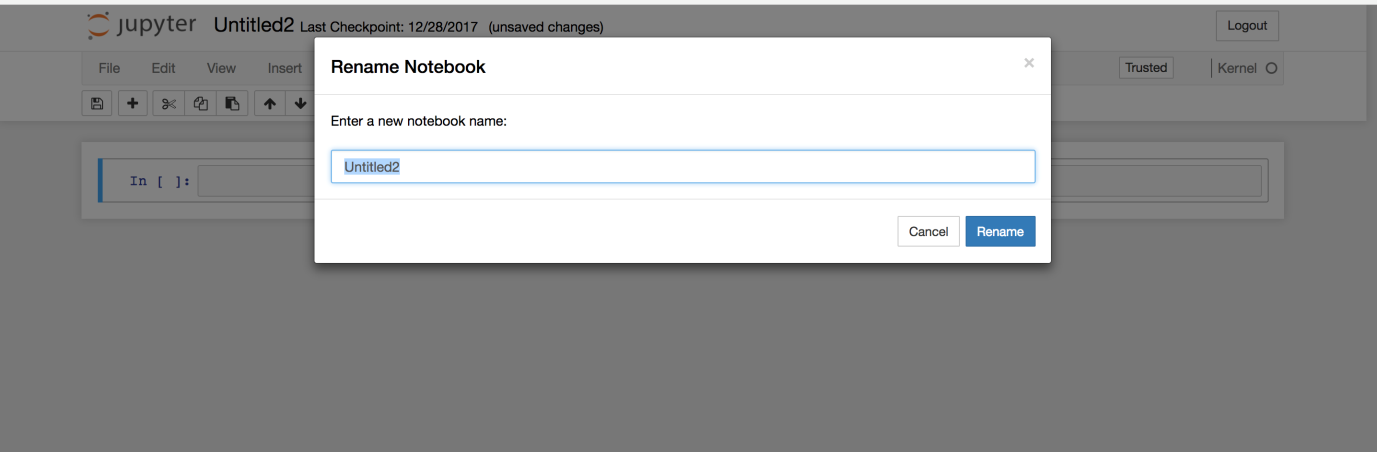 jupyter Untitled2 Last Checkpoint: 12/28/2017 (unsaved changes) Logout
File Edit View Insert Trusted Kernel
Rename Notebook
Enter a new notebook name:
Untitled2
In [ ]:
Cancel Rename